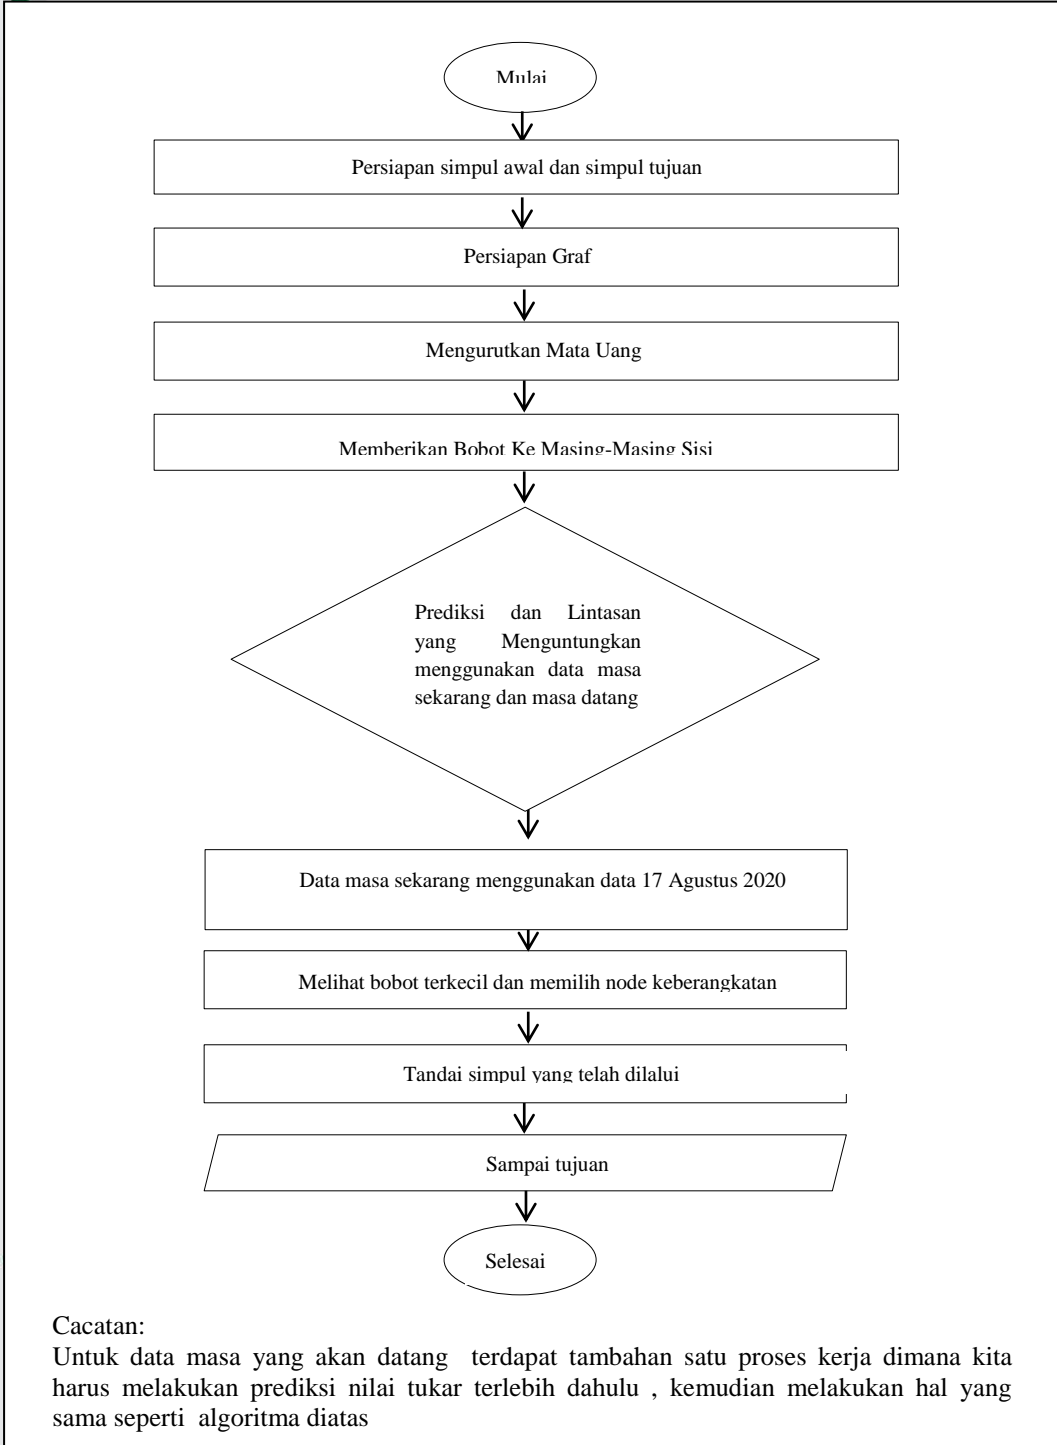 Mulai
Persiapan simpul awal dan simpul tujuan
Persiapan Graf
Mengurutkan Mata Uang
Memberikan Bobot Ke Masing-Masing Sisi
Prediksi dan Lintasan
yang Menguntungkan
menggunakan data masa
sekarang dan masa datang
Data masa sekarang menggunakan data 17 Agustus 2020
Melihat bobot terkecil dan memilih node keberangkatan
Tandai simpul yang telah dilalui
Sampai tujuan
Selesai
Cacatan:
Untuk data masa yang akan datang terdapat tambahan satu proses kerja dimana kita
harus melakukan prediksi nilai tukar terlebih dahulu , kemudian melakukan hal yang
sama seperti algoritma diatas